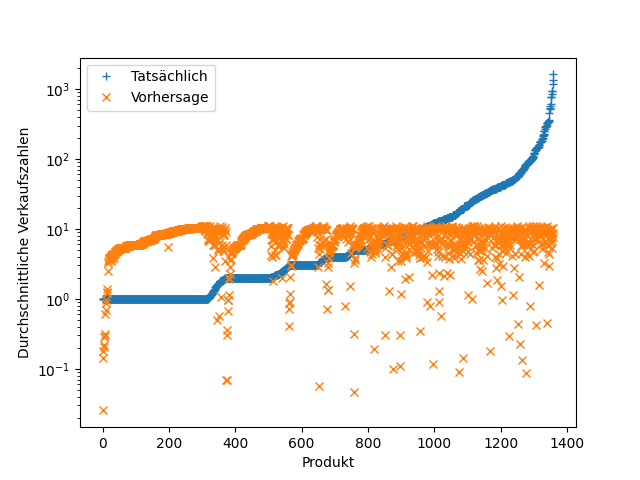 Tatsächlich
Vorhersage
Durchschnittliche Verkaufszahlen
10³
10²
10¹
10⁰
10⁻¹
0 200 400 600 800 1000 1200 1400
Produkt